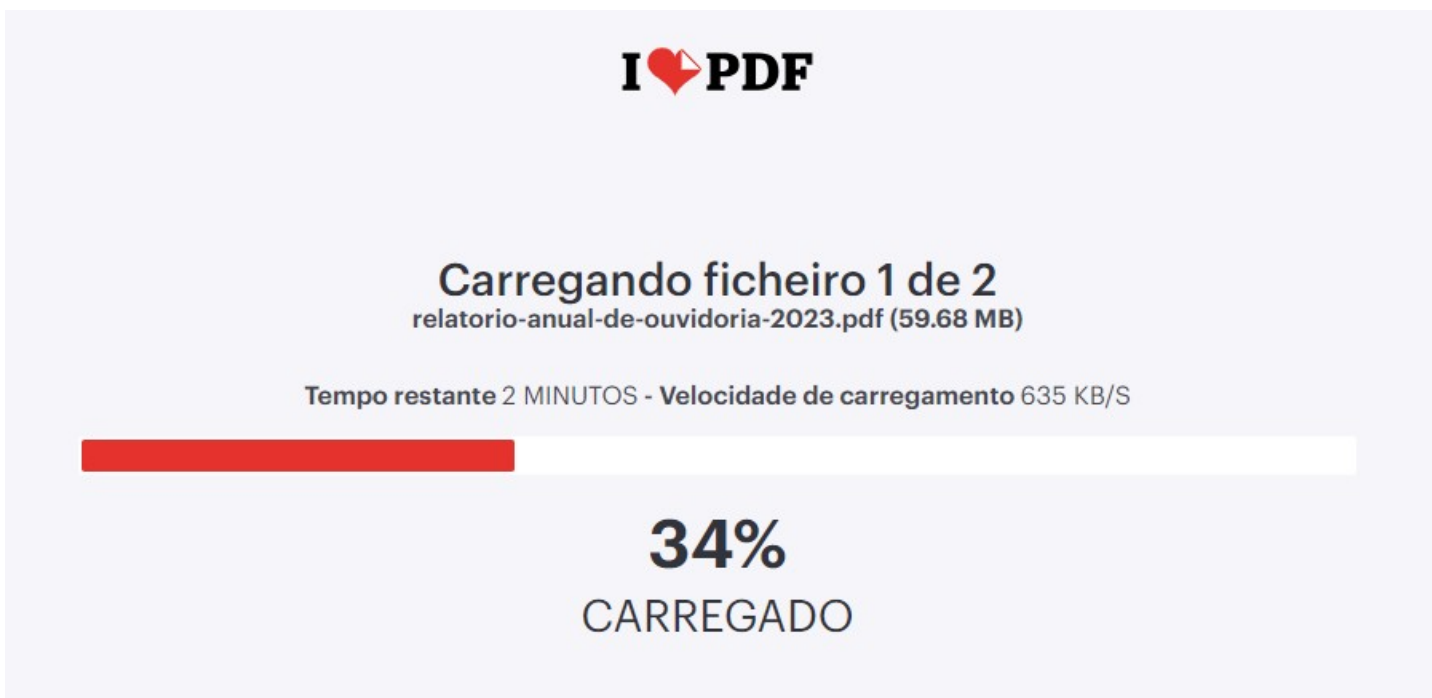 I PDF
Carregando ficheiro 1 de 2
relatorio-anual-de-ouvidoria-2023.pdf (59.68 MB)
Tempo restante 2 MINUTOS - Velocidade de carregamento 635 KB/S
34%
CARREGADO